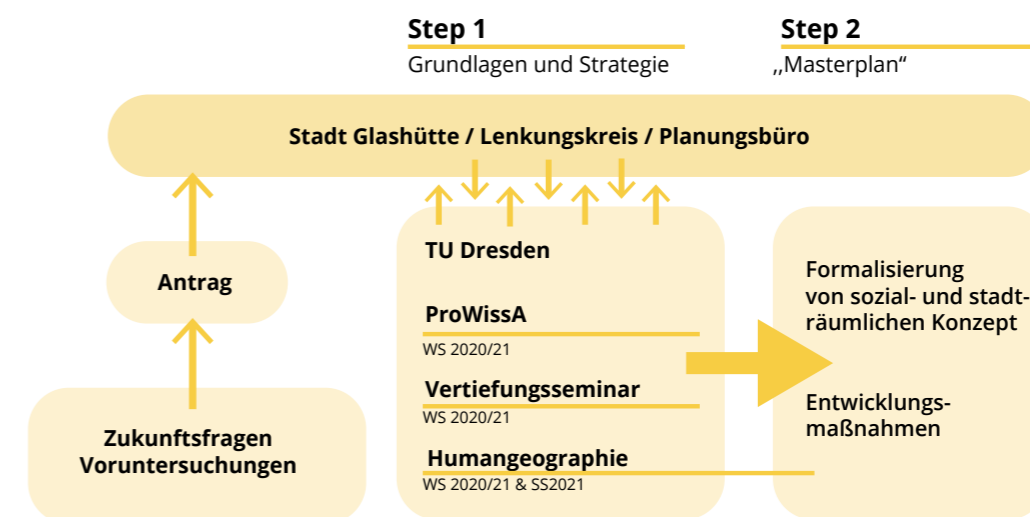 Step 1
Grundlagen und Strategie
Step 2
,,Masterplan“
Stadt Glashütte / Lenkungskreis / Planungsbüro
Antrag
Zukunftsfragen
Voruntersuchungen
TU Dresden
ProWissA
WS 2020/21
Vertiefungsseminar
WS 2020/21
Humangeographie
WS 2020/21 & SS2021
Formalisierung
von sozial- und stadt-
räumlichen Konzept
Entwicklungs-
maßnahmen